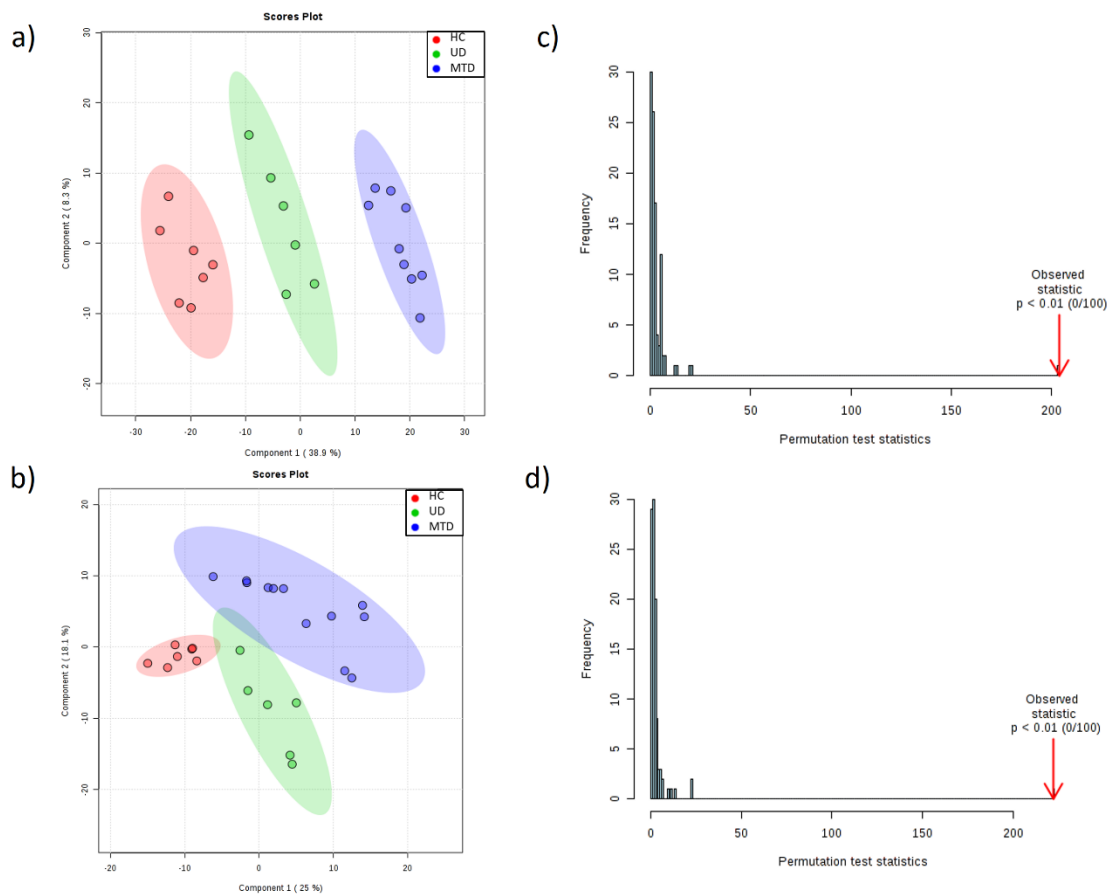 a)
Scores Plot
HC
UD
MTD
30
20
10
0
-10
-20
Component 2 ( 8.3 %)
-30
-20
-10
0
10
20
30
Component 1 ( 38.9 %)
c)
30
25
20
15
10
5
0
Frequency
Observed
statistic
p < 0.01 (0/100)
0
50
100
150
200
Permutation test statistics
b)
Scores Plot
HC
UD
MTD
20
10
0
-10
-20
Component 2 ( 18.1 %)
-20
-10
0
10
20
Component 1 ( 25 %)
d)
30
25
20
15
10
5
0
Frequency
Observed
statistic
p < 0.01 (0/100)
0
50
100
150
200
Permutation test statistics